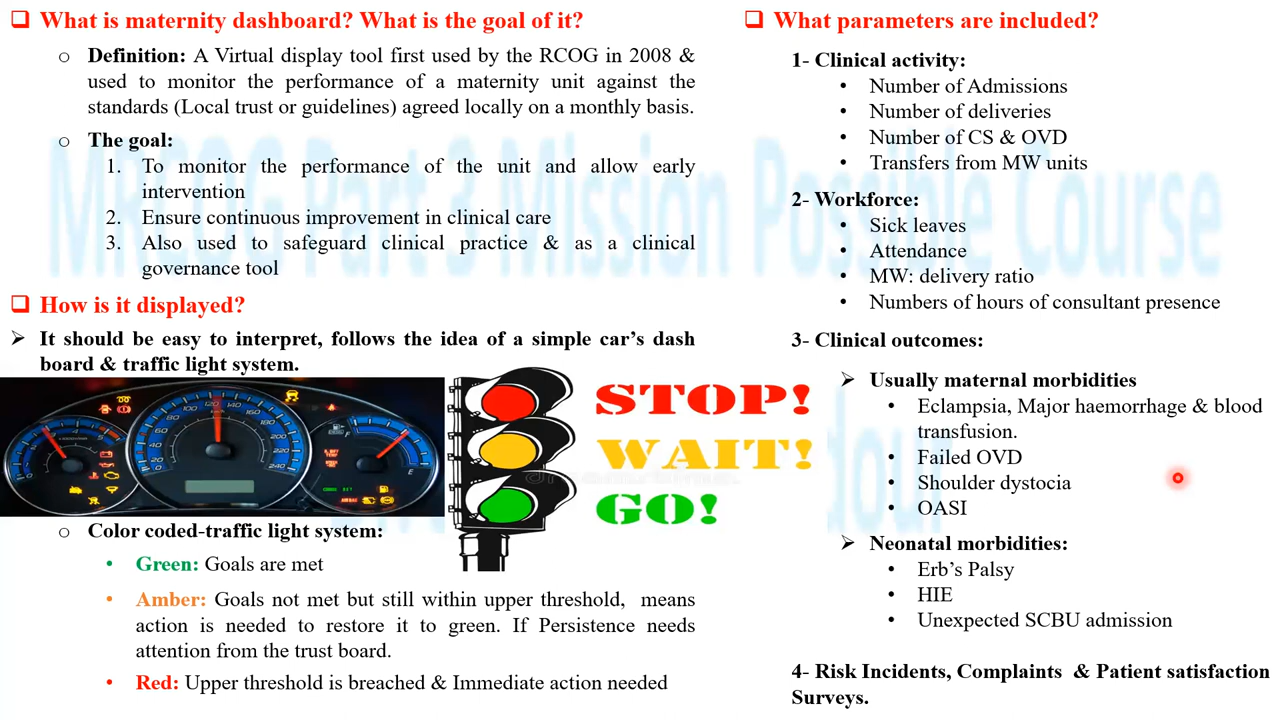 What is maternity dashboard? What is the goal of it?
o Definition: A Virtual display tool first used by the RCOG in 2008 &
used to monitor the performance of a maternity unit against the
standards (Local trust or guidelines) agreed locally on a monthly basis.
o The goal:
1. To monitor the performance of the unit and allow early
intervention
2. Ensure continuous improvement in clinical care
3. Also used to safeguard clinical practice & as a clinical
governance tool
How is it displayed?
It should be easy to interpret, follows the idea of a simple car's dash
board & traffic light system.
STOP!
WAIT!
GO!
o Color coded-traffic light system:
• Green: Goals are met
• Amber: Goals not met but still within upper threshold, means
action is needed to restore it to green. If Persistence needs
attention from the trust board.
• Red: Upper threshold is breached & Immediate action needed
What parameters are included?
1- Clinical activity:
• Number of Admissions
• Number of deliveries
• Number of CS & OVD
• Transfers from MW units
2- Workforce:
• Sick leaves
• Attendance
• MW: delivery ratio
• Numbers of hours of consultant presence
3- Clinical outcomes:
Usually maternal morbidities
• Eclampsia, Major haemorrhage & blood
transfusion.
• Failed OVD
• Shoulder dystocia
• OASI
Neonatal morbidities:
• Erb's Palsy
• HIE
• Unexpected SCBU admission
4- Risk Incidents, Complaints & Patient satisfaction
Surveys.
MRCOG Part 3 Mission Possible Course